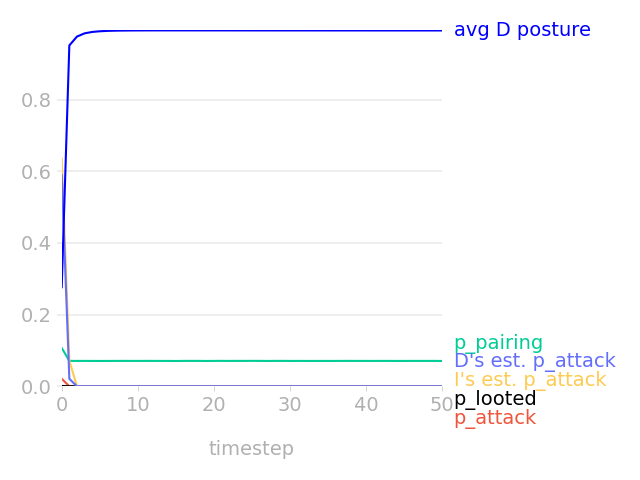 avg D posture
0.8
0.6
0.4
0.2
p_pairing
D's est. p_attack
I's est. p_attack
0.0
p_looted
0
10
20
30
40
50
p_attack
timestep